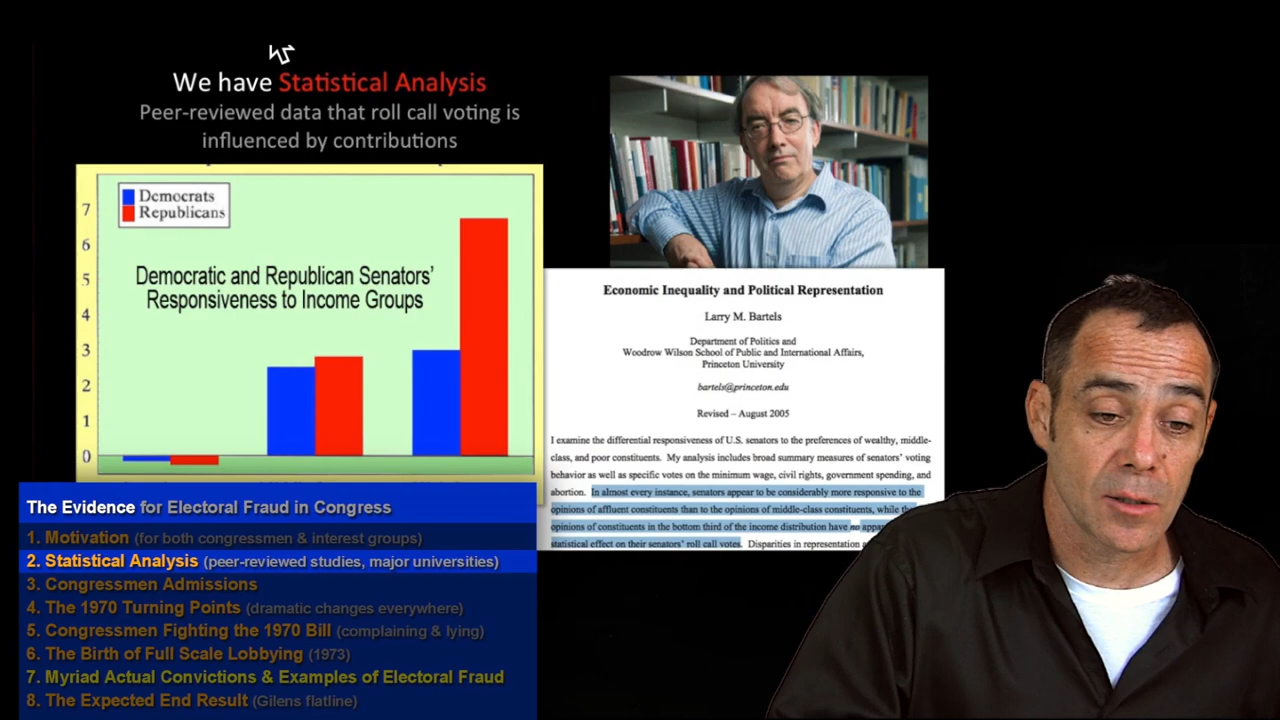 We have Statistical Analysis
Peer-reviewed data that roll call voting is
influenced by contributions
Democrats
Republicans
7
6
5
4
3
2
1
0
Democratic and Republican Senators'
Responsiveness to Income Groups
Economic Inequality and Political Representation
Larry M. Bartels
Department of Politics and
Woodrow Wilson School of Public and International Affairs,
Princeton University
bartels@princeton.edu
Revised – August 2005
I examine the differential responsiveness of U.S. senators to the preferences of wealthy, middle-
class, and poor constituents. My analysis includes broad summary measures of senators' voting
behavior as well as specific votes on the minimum wage, civil rights, government spending, and
abortion. In almost every instance, senators appear to be considerably more responsive to the
opinions of affluent constituents than to the opinions of middle-class constituents, while the
opinions of constituents in the bottom third of the income distribution have no
statistical effect on their senators' roll call votes. Disparities in representation
The Evidence for Electoral Fraud in Congress
1. Motivation (for both congressmen & interest groups)
2. Statistical Analysis (peer-reviewed studies, major universities)
3. Congressmen Admissions
4. The 1970 Turning Points (dramatic changes everywhere)
5. Congressmen Fighting the 1970 Bill (complaining & lying)
6. The Birth of Full Scale Lobbying (1973)
7. Myriad Actual Convictions & Examples of Electoral Fraud
8. The Expected End Result (Gilens flatline)